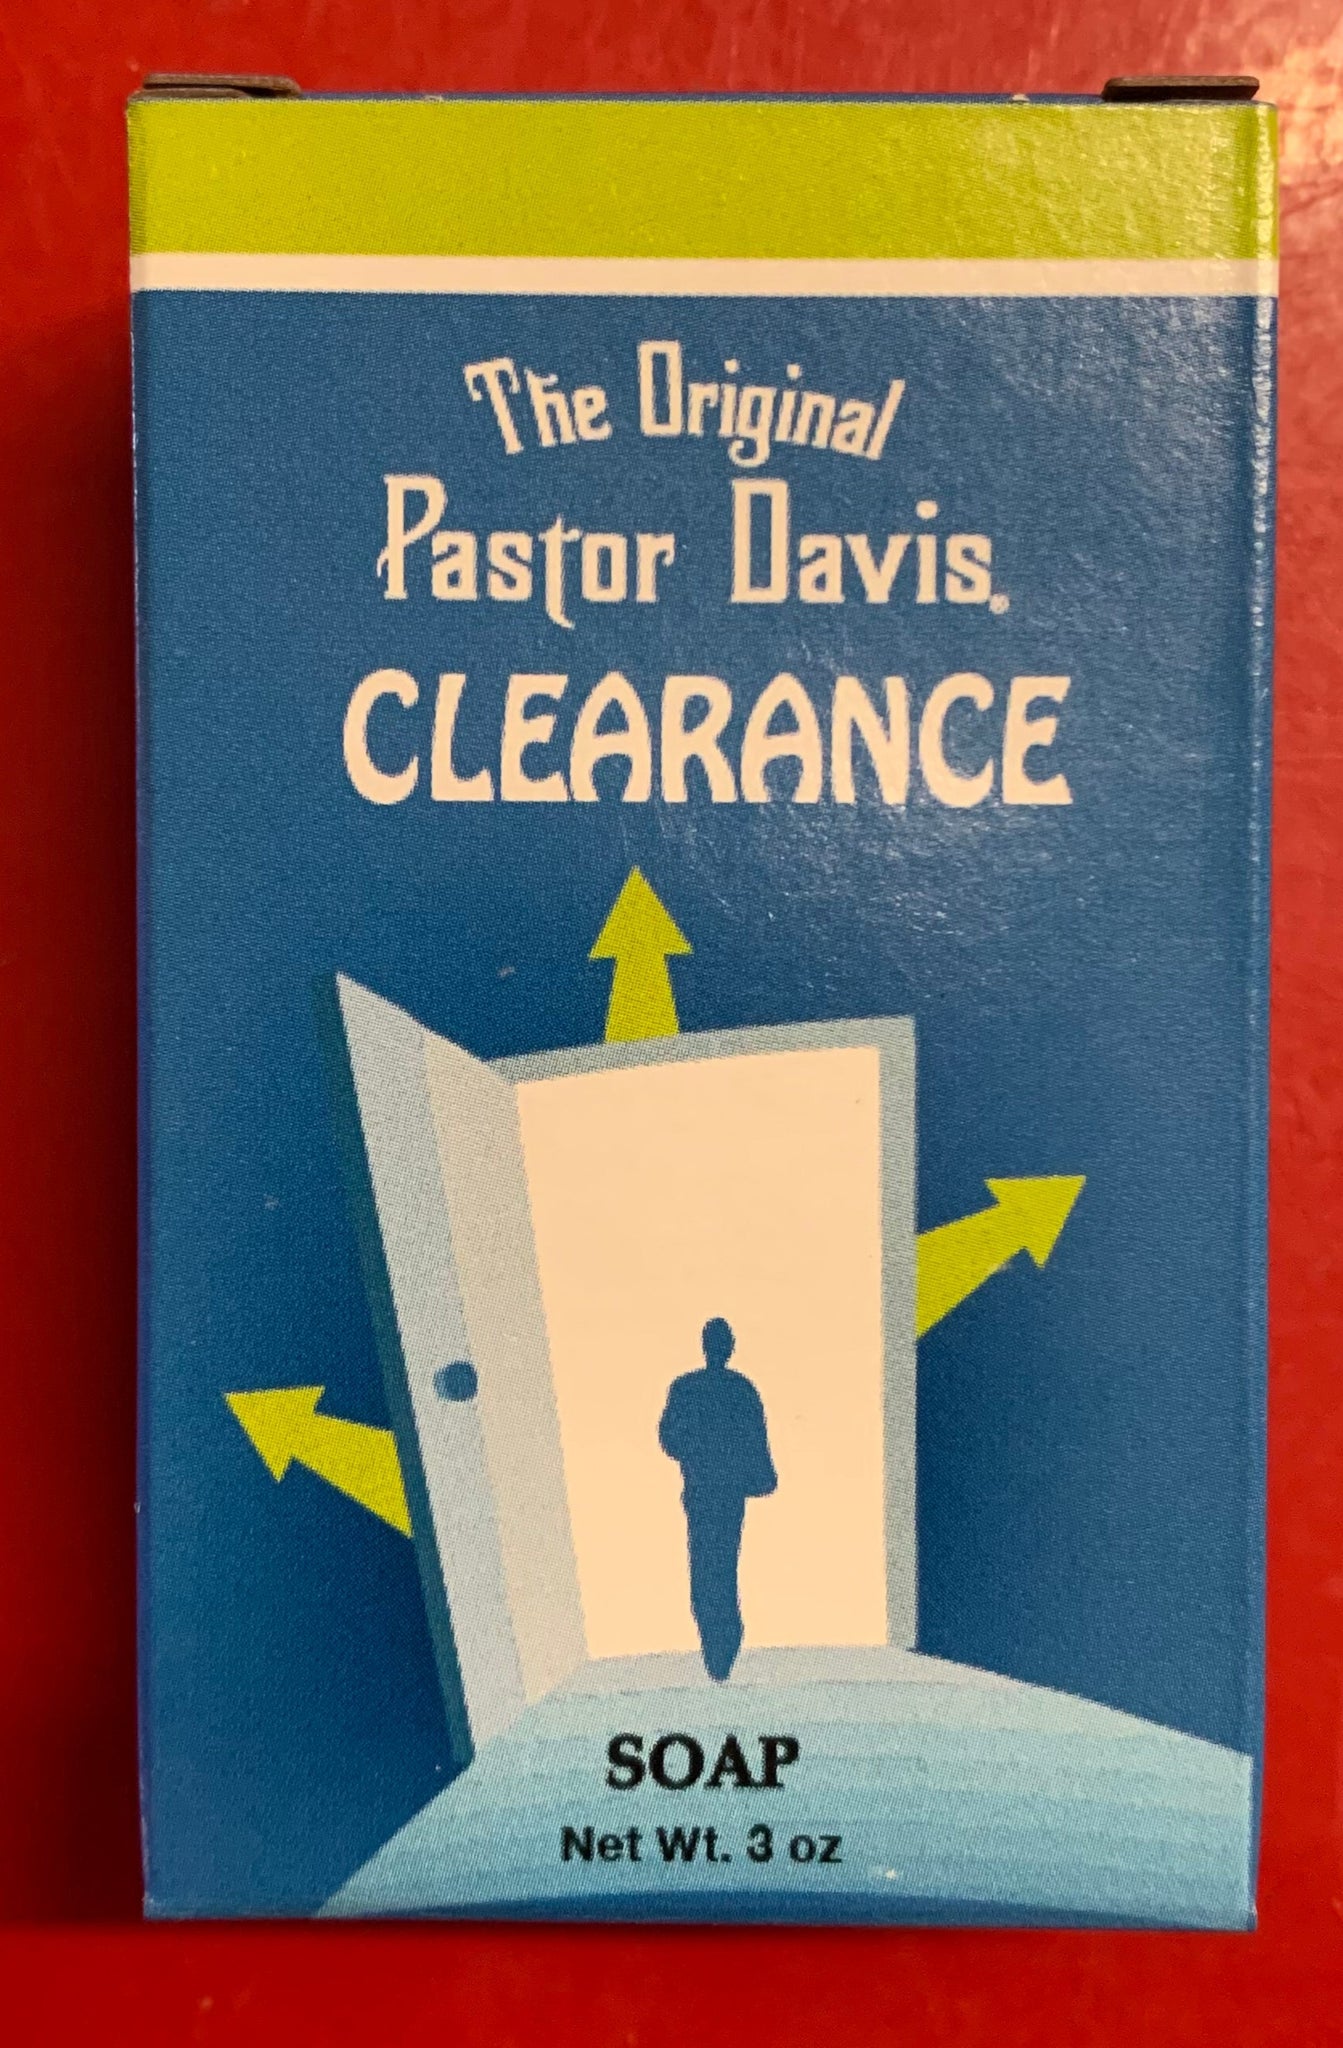 The Original
Pastor Davis®
CLEARANCE
SOAP
Net Wt. 3 oz